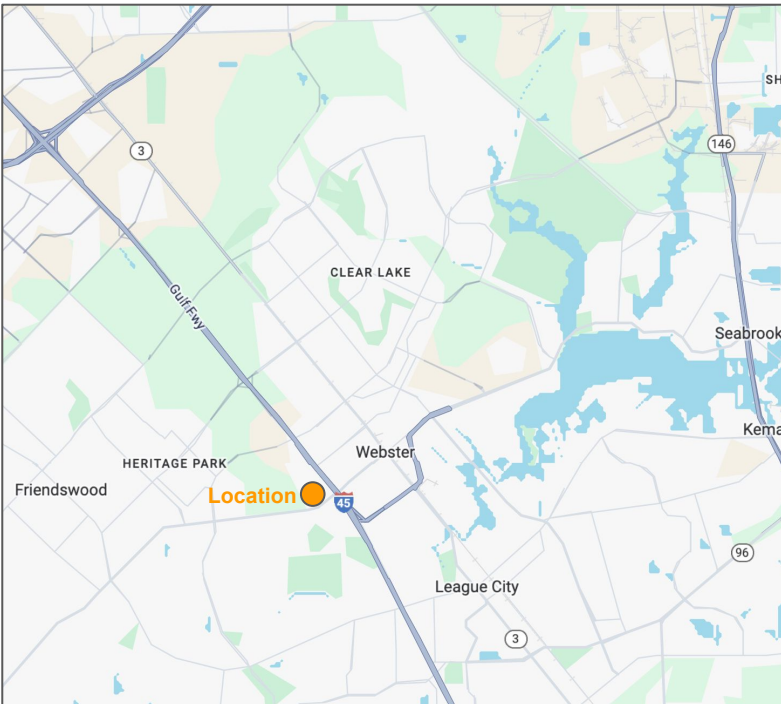 SH
3
146
CLEAR LAKE
Gulf Fwy
Seabrook
Kema
Webster
HERITAGE PARK
Friendswood
Location
45
96
League City
3